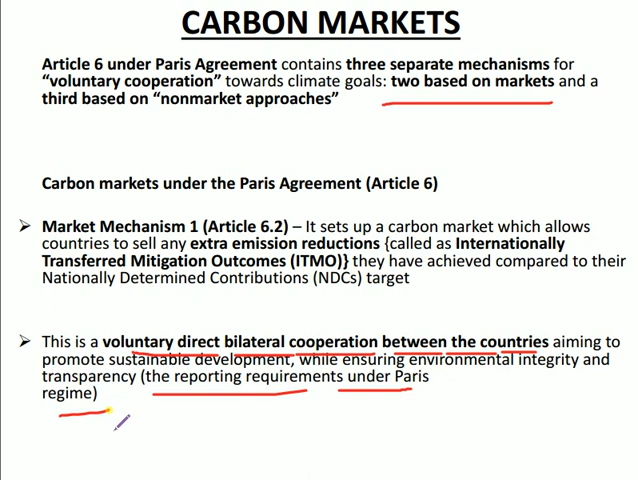 CARBON MARKETS
Article 6 under Paris Agreement contains three separate mechanisms for
"voluntary cooperation" towards climate goals: two based on markets and a
third based on "nonmarket approaches"
Carbon markets under the Paris Agreement (Article 6)
➢ Market Mechanism 1 (Article 6.2) – It sets up a carbon market which allows
countries to sell any extra emission reductions {called as Internationally
Transferred Mitigation Outcomes (ITMO)} they have achieved compared to their
Nationally Determined Contributions (NDCs) target
➢ This is a voluntary direct bilateral cooperation between the countries aiming to
promote sustainable development, while ensuring environmental integrity and
transparency (the reporting requirements under Paris
regime)